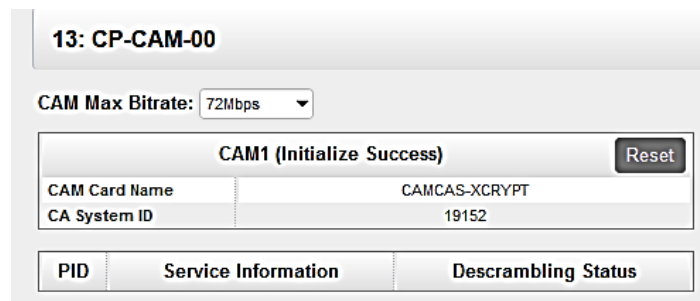 13: CP-CAM-00
CAM Max Bitrate: 72Mbps
CAM1 (Initialize Success) Reset
CAM Card Name CAMCAS-XCRYPT
CA System ID 19152
PID Service Information Descrambling Status